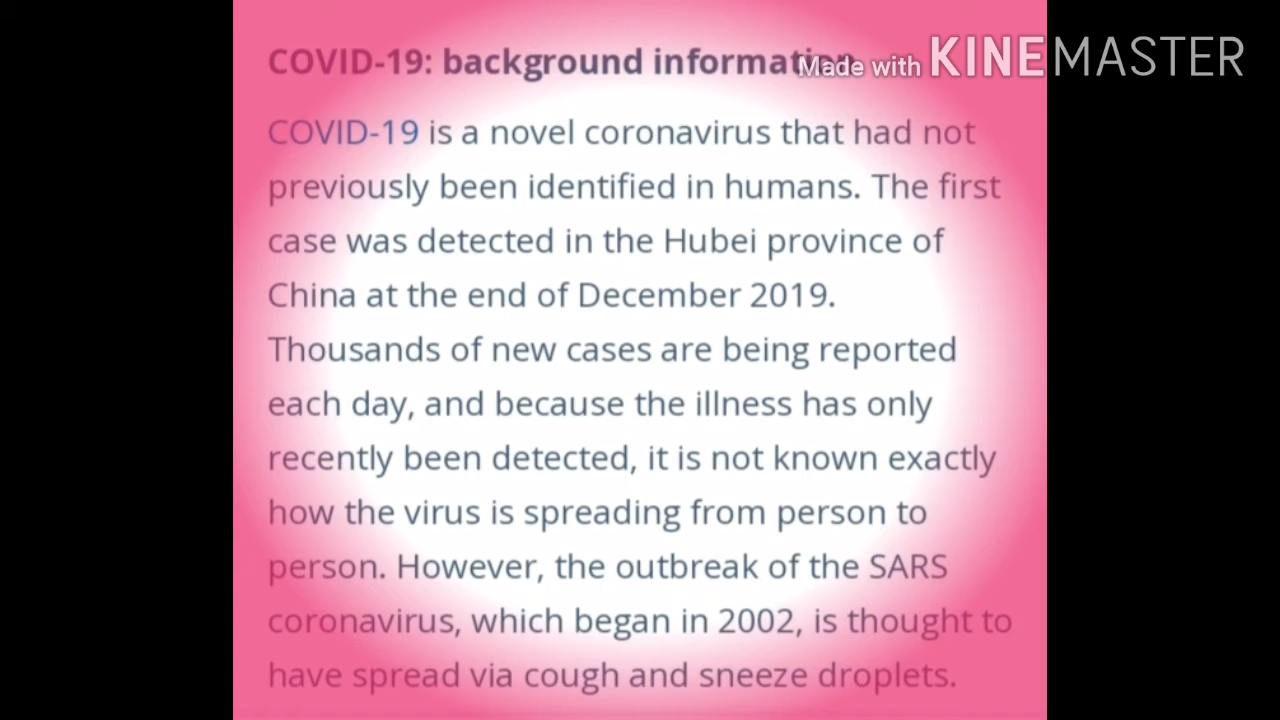 COVID-19: background information
Made with KINEMASTER
COVID-19 is a novel coronavirus that had not
previously been identified in humans. The first
case was detected in the Hubei province of
China at the end of December 2019.
Thousands of new cases are being reported
each day, and because the illness has only
recently been detected, it is not known exactly
how the virus is spreading from person to
person. However, the outbreak of the SARS
coronavirus, which began in 2002, is thought to
have spread via cough and sneeze droplets.